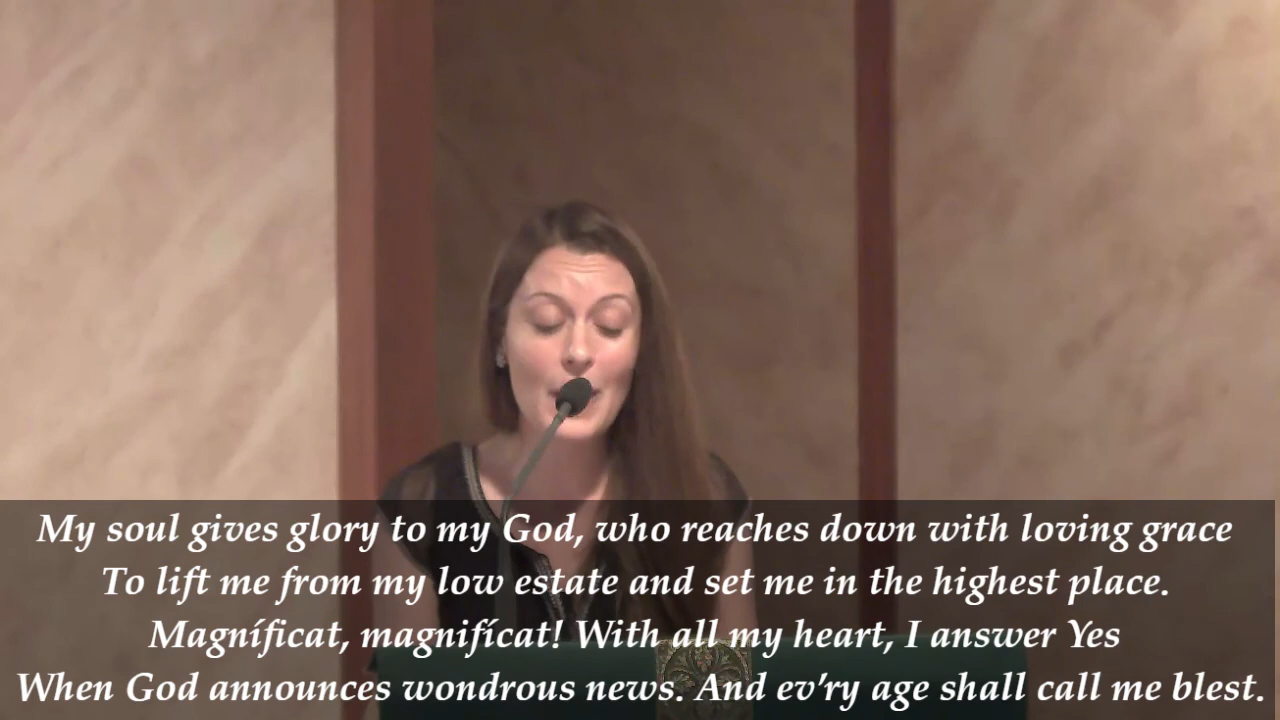 My soul gives glory to my God, who reaches down with loving grace
To lift me from my low estate and set me in the highest place.
Magníficat, magnifícat! With all my heart, I answer Yes
When God announces wondrous news. And ev’ry age shall call me blest.